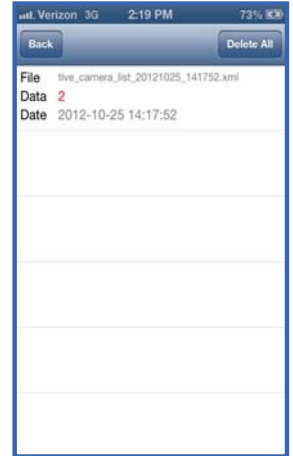 Verizon 3G 2:19 PM 73%
Back Delete All
File tive_camera_list_20121025_141752.xml
Data 2
Date 2012-10-25 14:17:52